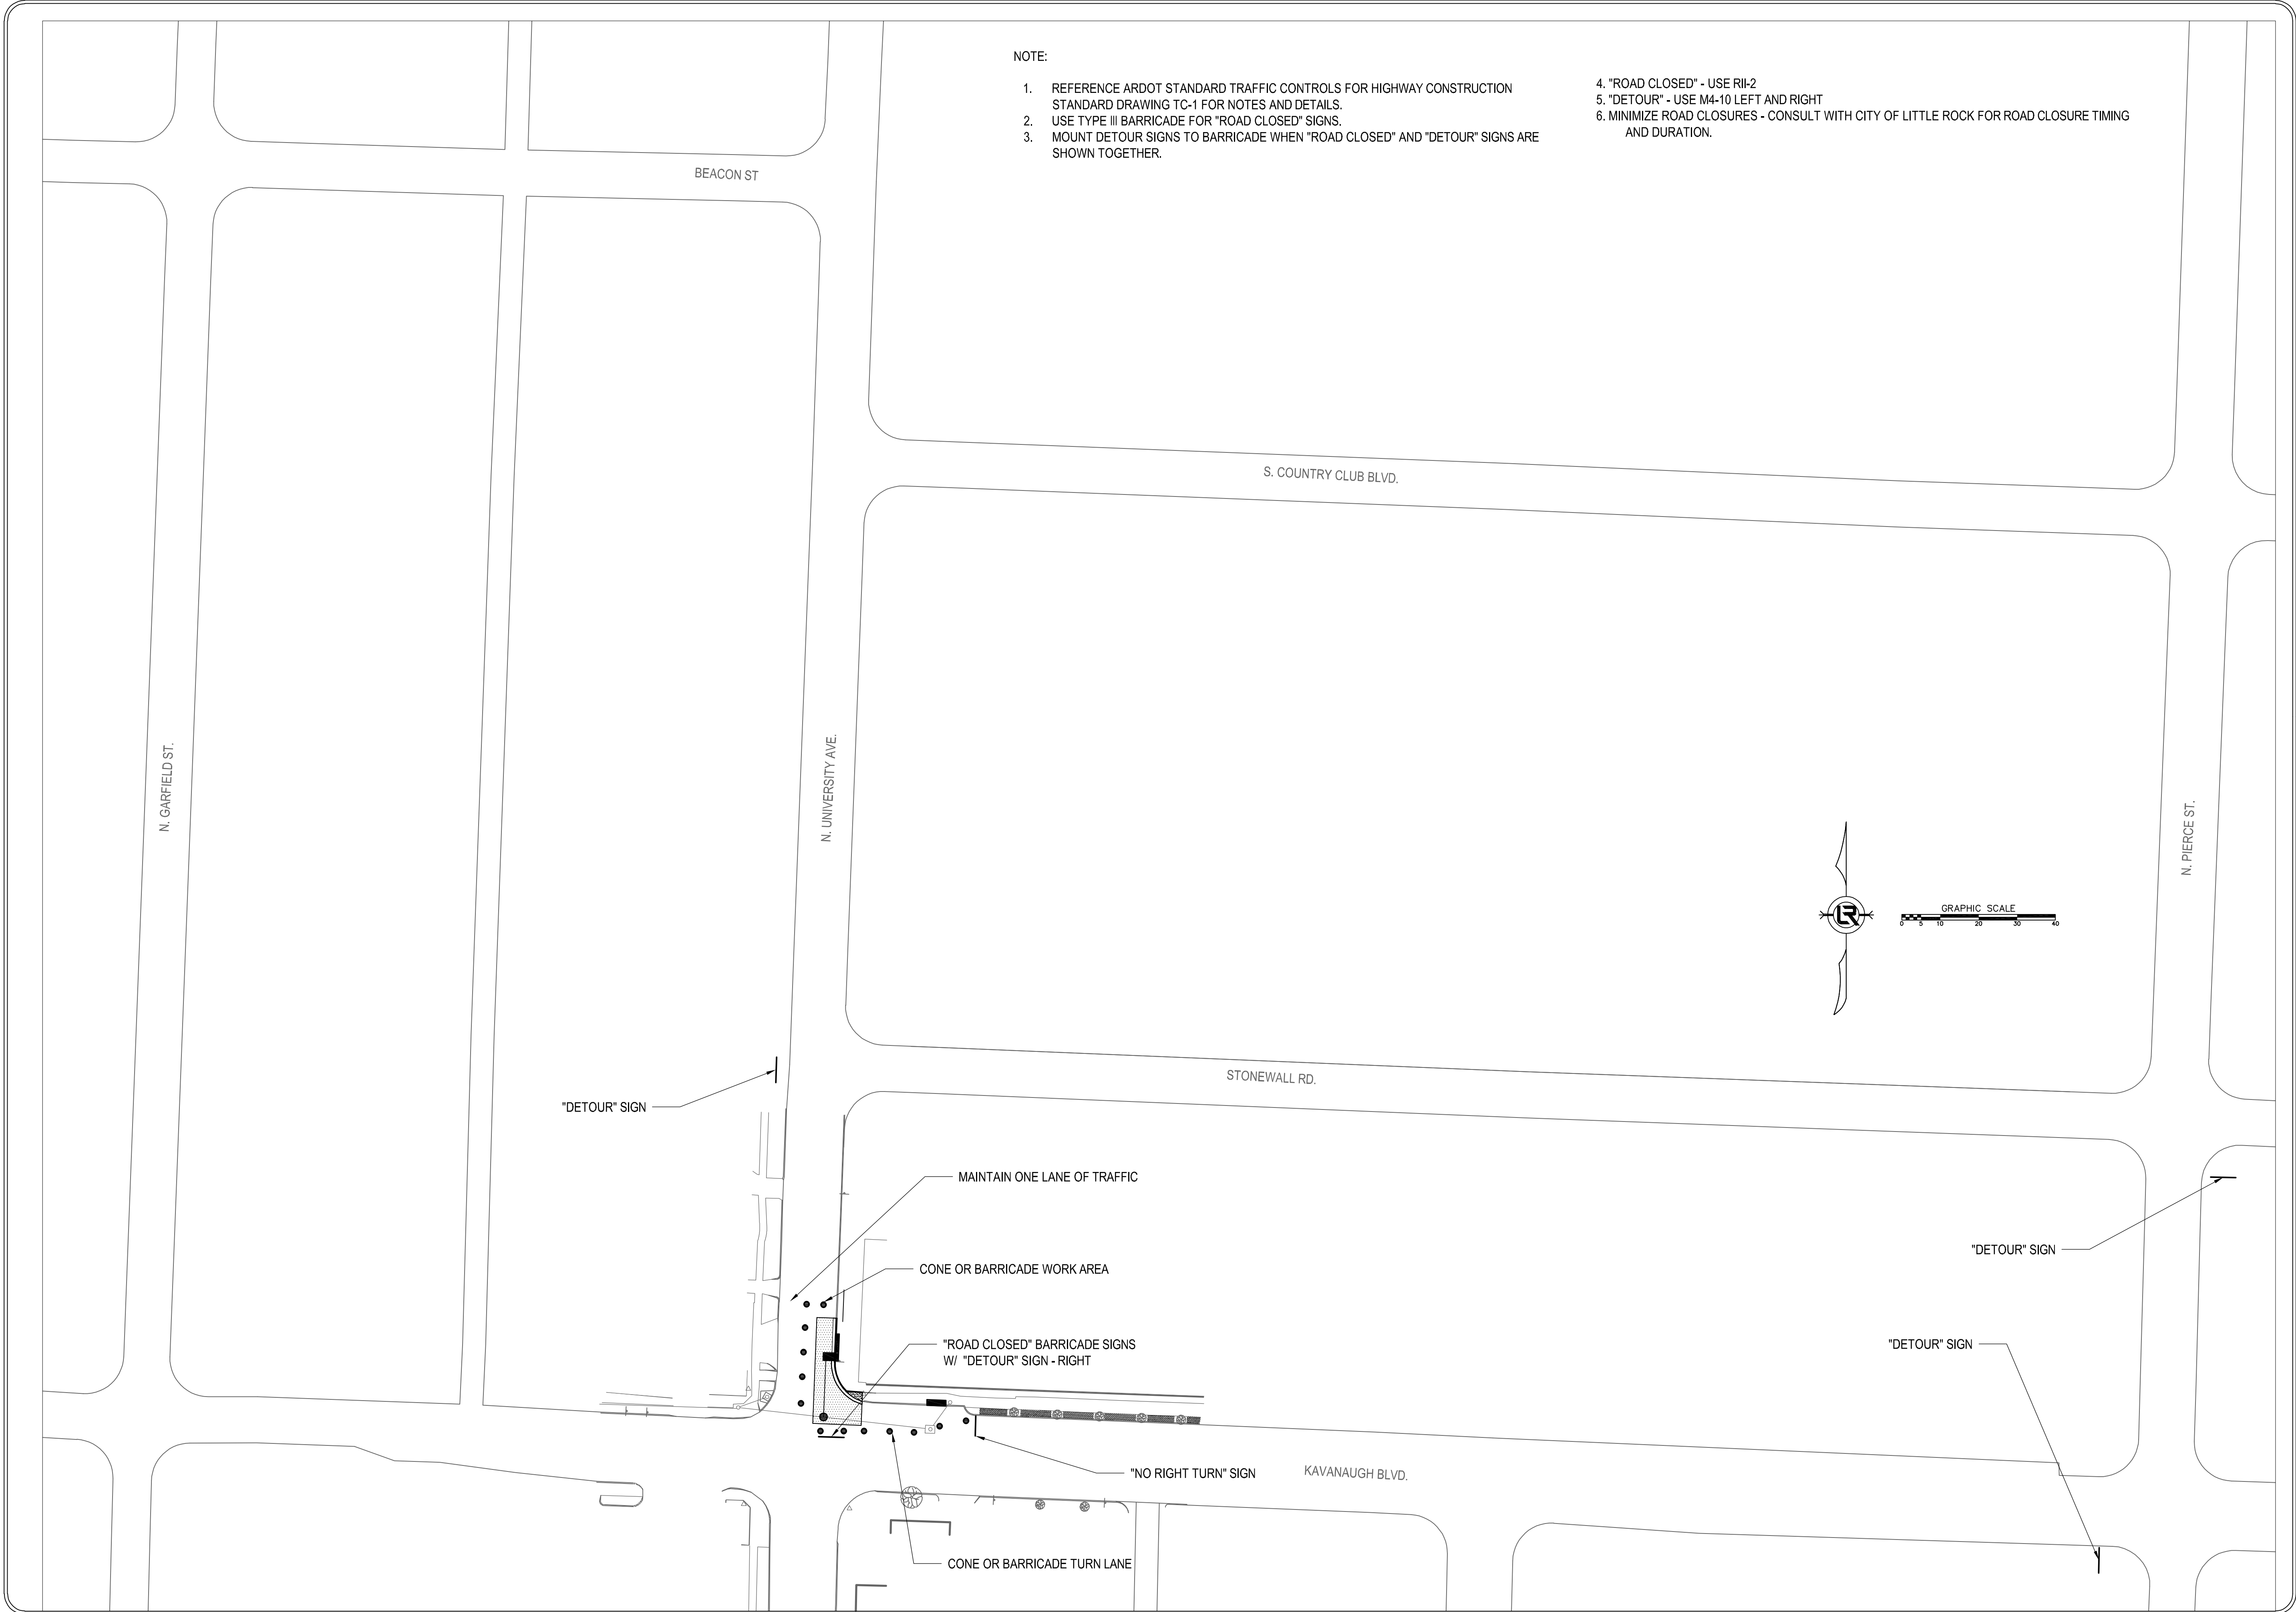 NOTE:
1. REFERENCE ARDOT STANDARD TRAFFIC CONTROLS FOR HIGHWAY CONSTRUCTION
STANDARD DRAWING TC-1 FOR NOTES AND DETAILS.
2. USE TYPE III BARRICADE FOR "ROAD CLOSED" SIGNS.
3. MOUNT DETOUR SIGNS TO BARRICADE WHEN "ROAD CLOSED" AND "DETOUR" SIGNS ARE
SHOWN TOGETHER.
4. "ROAD CLOSED" - USE RII-2
5. "DETOUR" - USE M4-10 LEFT AND RIGHT
6. MINIMIZE ROAD CLOSURES - CONSULT WITH CITY OF LITTLE ROCK FOR ROAD CLOSURE TIMING
AND DURATION.
BEACON ST
S. COUNTRY CLUB BLVD.
N. GARFIELD ST.
N. UNIVERSITY AVE.
N. PIERCE ST.
LR
GRAPHIC SCALE
0 5 10 20 30 40
STONEWALL RD.
"DETOUR" SIGN
MAINTAIN ONE LANE OF TRAFFIC
"DETOUR" SIGN
CONE OR BARRICADE WORK AREA
"ROAD CLOSED" BARRICADE SIGNS
W/ "DETOUR" SIGN - RIGHT
"DETOUR" SIGN
"NO RIGHT TURN" SIGN
KAVANAUGH BLVD.
CONE OR BARRICADE TURN LANE